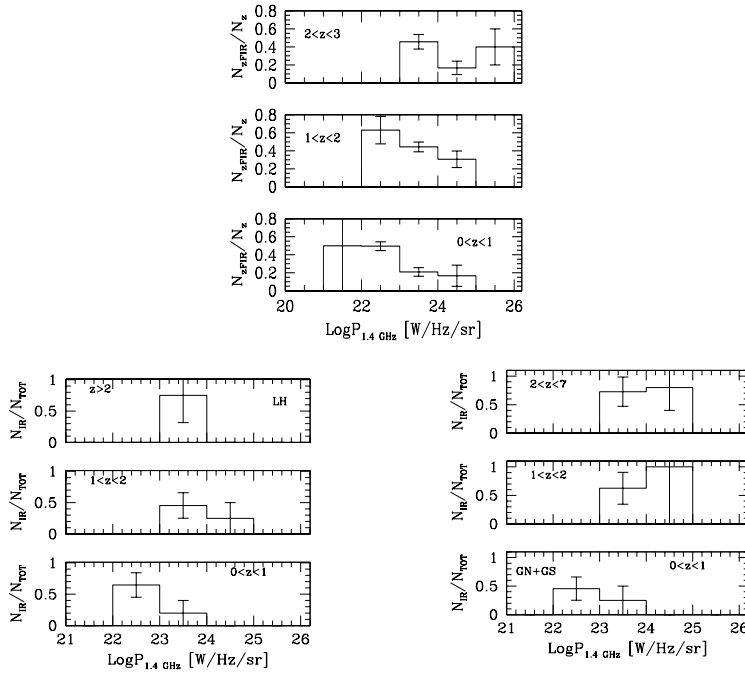 0.8
0.6
0.4
0.2
0
N_zFIR/N_z
2<z<3
0.8
0.6
0.4
0.2
0
N_zFIR/N_z
1<z<2
0.8
0.6
0.4
0.2
0
N_zFIR/N_z
0<z<1
20 22 24 26
LogP_1.4 GHz [W/Hz/sr]
1
0.5
0
N_IR/N_TOT
z>2
LH
1
0.5
0
N_IR/N_TOT
1<z<2
1
0.5
0
N_IR/N_TOT
0<z<1
21 22 23 24 25 26
LogP_1.4 GHz [W/Hz/sr]
1
0.5
0
N_IR/N_TOT
2<z<7
1
0.5
0
N_IR/N_TOT
1<z<2
1
0.5
0
N_IR/N_TOT
GN+GS
0<z<1
21 22 23 24 25 26
LogP_1.4 GHz [W/Hz/sr]